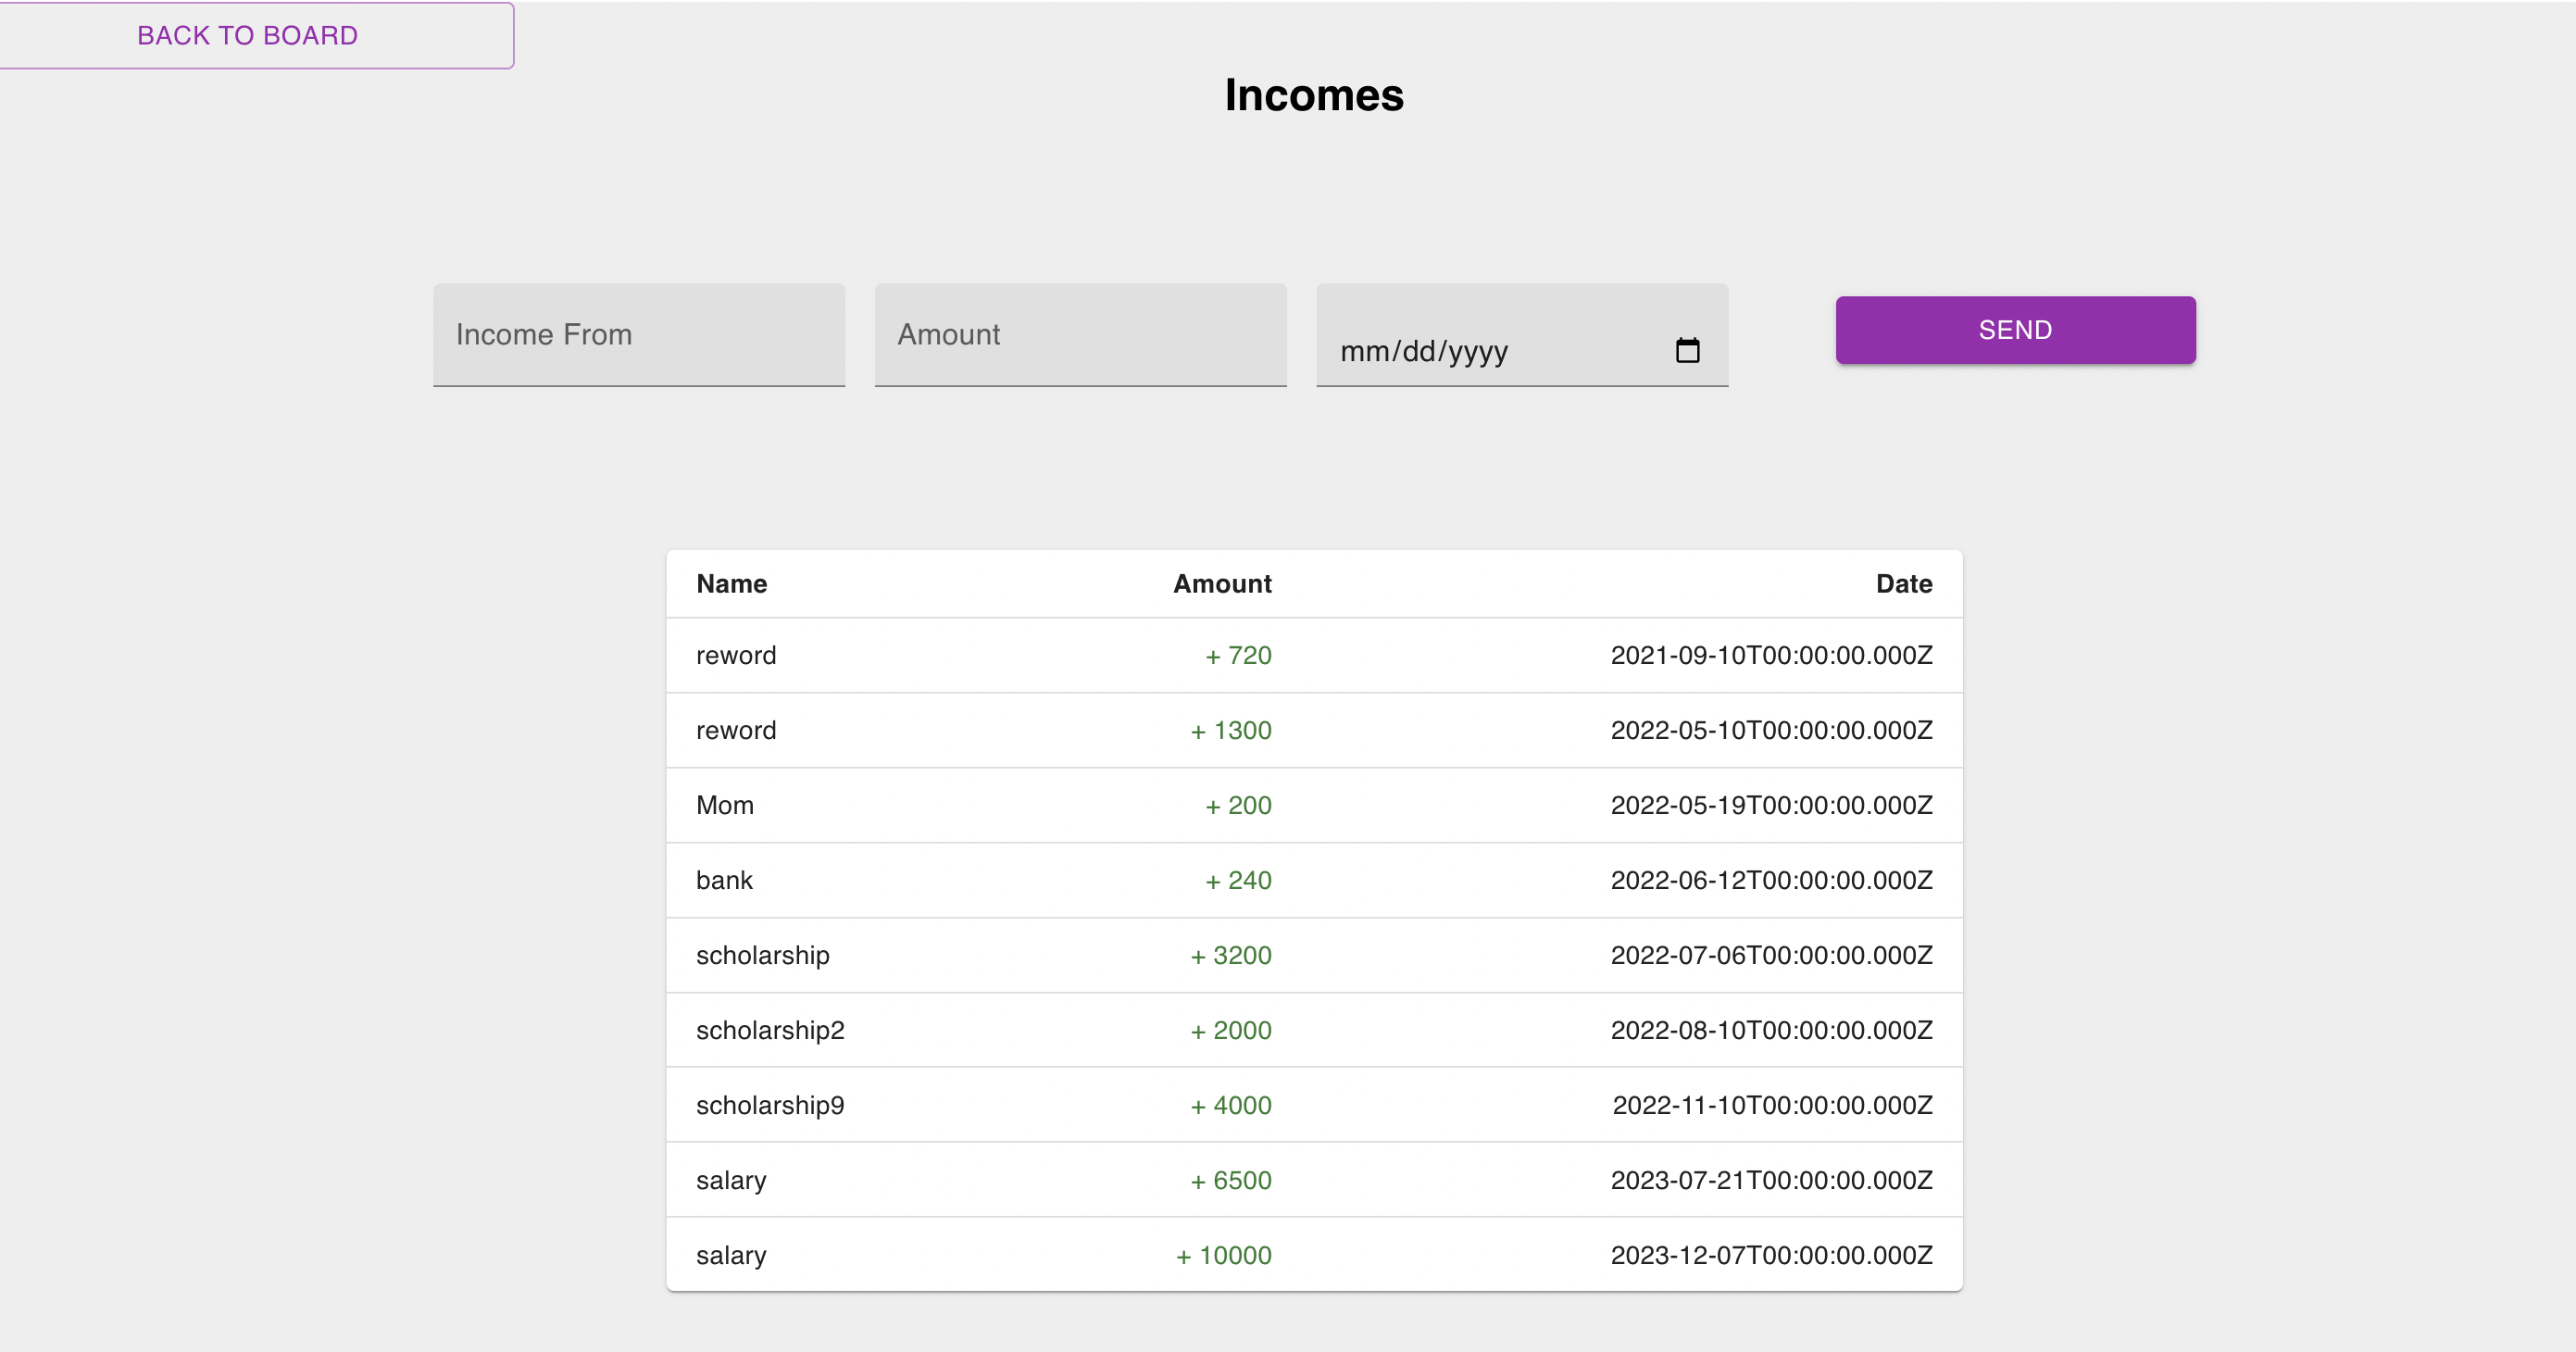 BACK TO BOARD
Incomes
Income From Amount mm/dd/yyyy SEND
Name Amount Date
reword + 720 2021-09-10T00:00:00.000Z
reword + 1300 2022-05-10T00:00:00.000Z
Mom + 200 2022-05-19T00:00:00.000Z
bank + 240 2022-06-12T00:00:00.000Z
scholarship + 3200 2022-07-06T00:00:00.000Z
scholarship2 + 2000 2022-08-10T00:00:00.000Z
scholarship9 + 4000 2022-11-10T00:00:00.000Z
salary + 6500 2023-07-21T00:00:00.000Z
salary + 10000 2023-12-07T00:00:00.000Z